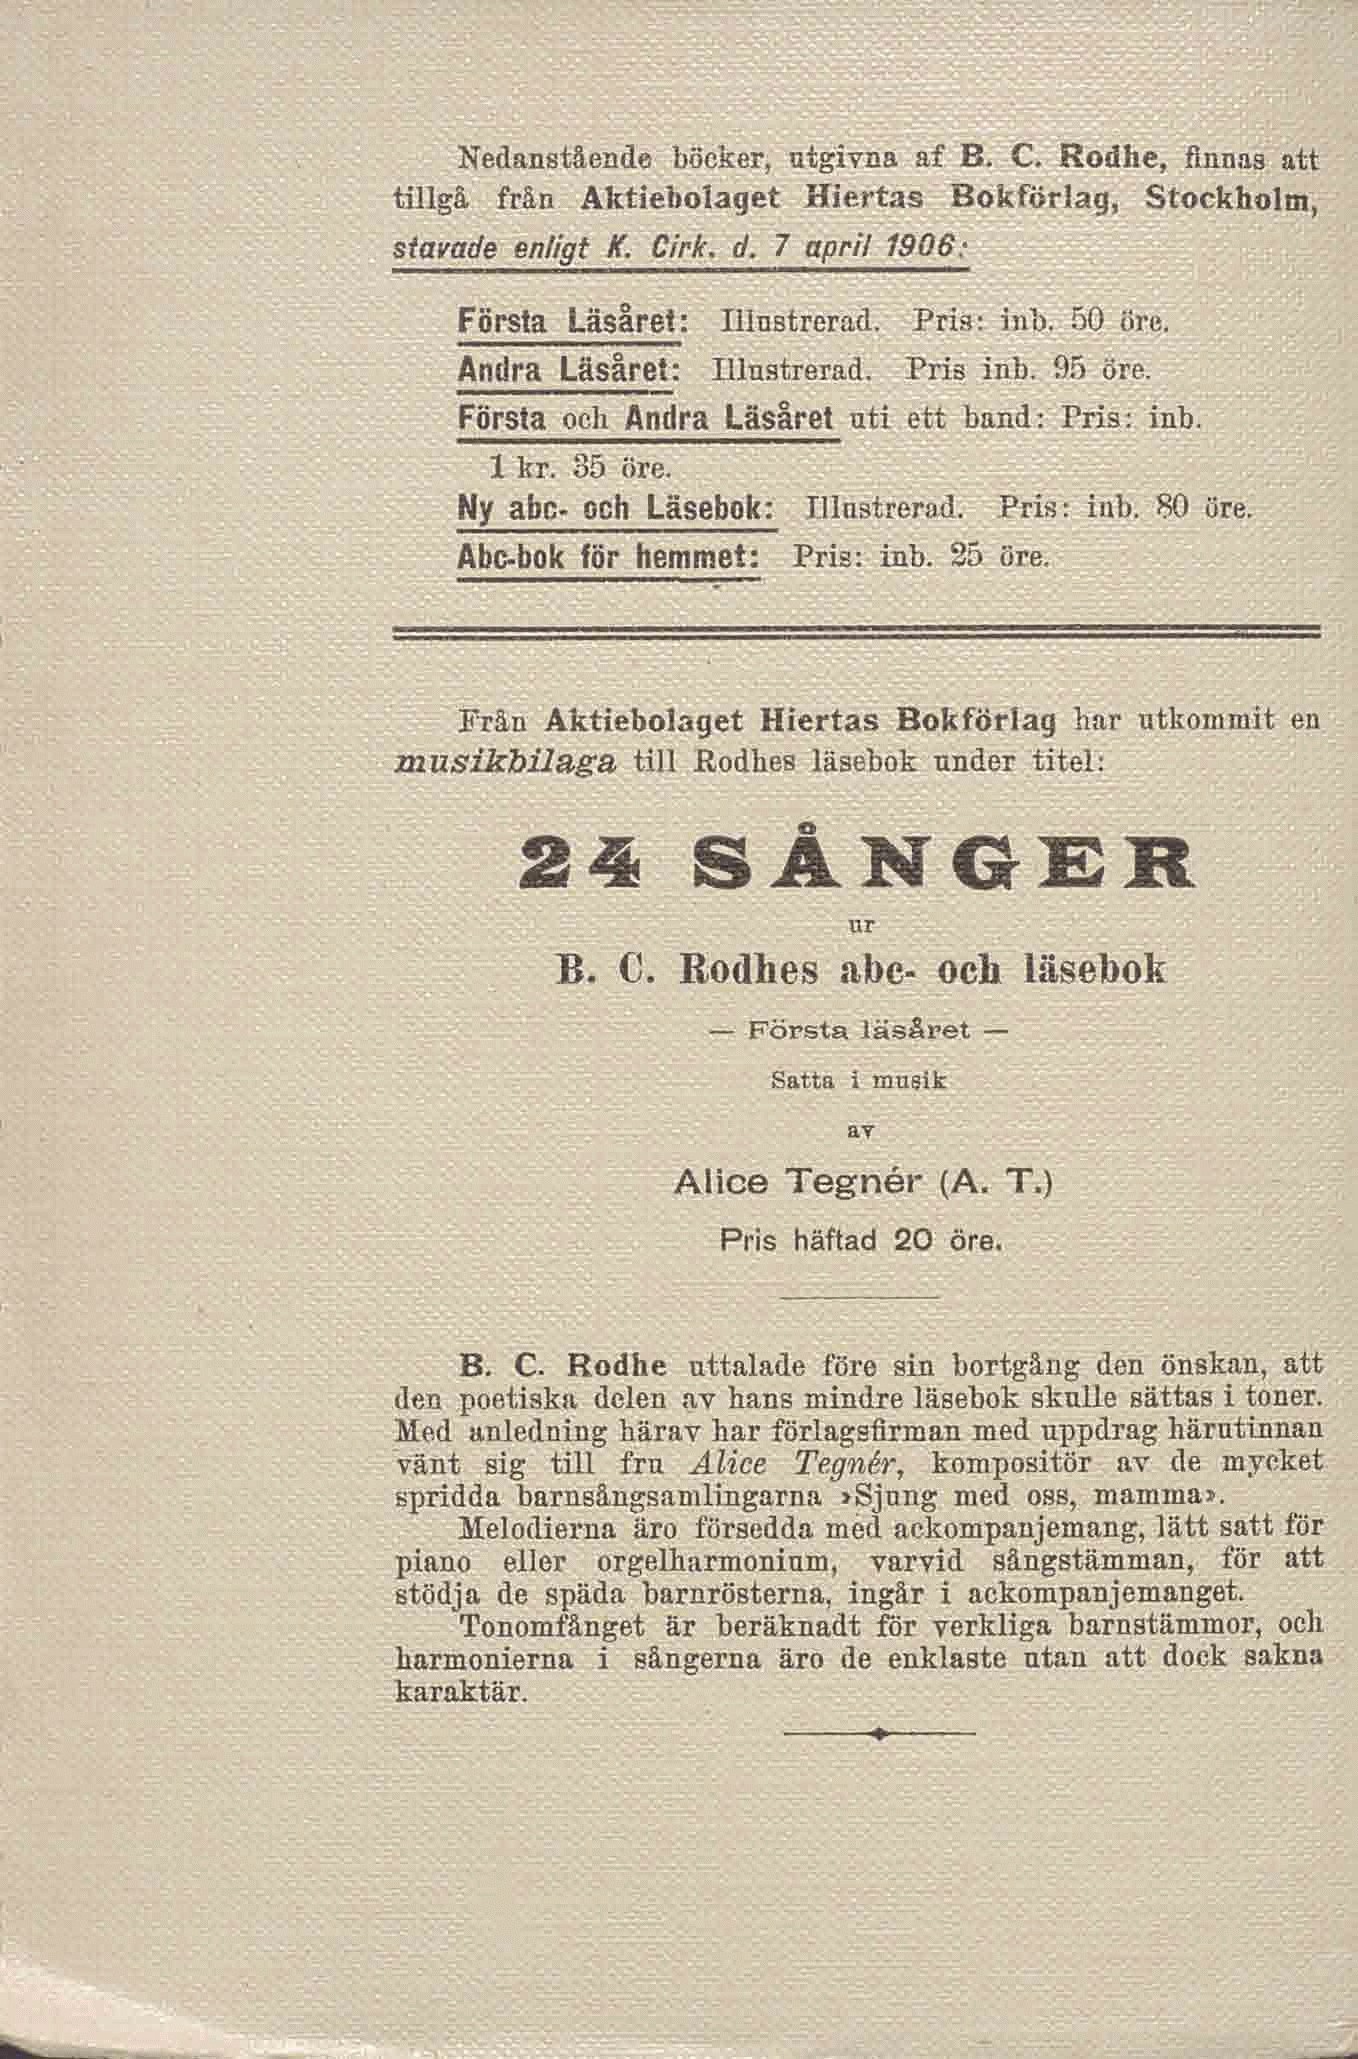 Nedanstående böcker, utgivna af B. C. Rodhe, finnas att
tillgå från Aktiebolaget Hiertas Bokförlag, Stockholm,
stavade enligt K. Cirk. d. 7 april 1906:
Första Läsåret: Illustrerad. Pris: inb. 50 öre.
Andra Läsåret: Illustrerad. Pris inb. 95 öre.
Första och Andra Läsåret uti ett band: Pris: inb.
1 kr. 35 öre.
Ny abc- och Läsebok: Illustrerad. Pris: inb. 80 öre.
Abc-bok för hemmet: Pris: inb. 25 öre.
Från Aktiebolaget Hiertas Bokförlag har utkommit en
musikbilaga till Rodhes läsebok under titel:
24 SÅNGER
ur
B. C. Rodhes abc- och läsebok
— Första läsåret —
Satta i musik
av
Alice Tegnér (A. T.)
Pris häftad 20 öre.
B. C. Rodhe uttalade före sin bortgång den önskan, att
den poetiska delen av hans mindre läsebok skulle sättas i toner.
Med anledning härav har förlagsfirman med uppdrag härutinnan
vänt sig till fru Alice Tegnér, kompositör av de mycket
spridda barnsångsamlingarna »Sjung med oss, mamma».
Melodierna äro försedda med ackompanjemang, lätt satt för
piano eller orgelharmonium, varvid sångstämman, för att
stödja de späda barnrösterna, ingår i ackompanjemanget.
Tonomfånget är beräknadt för verkliga barnstämmor, och
harmonierna i sångerna äro de enklaste utan att dock sakna
karaktär.